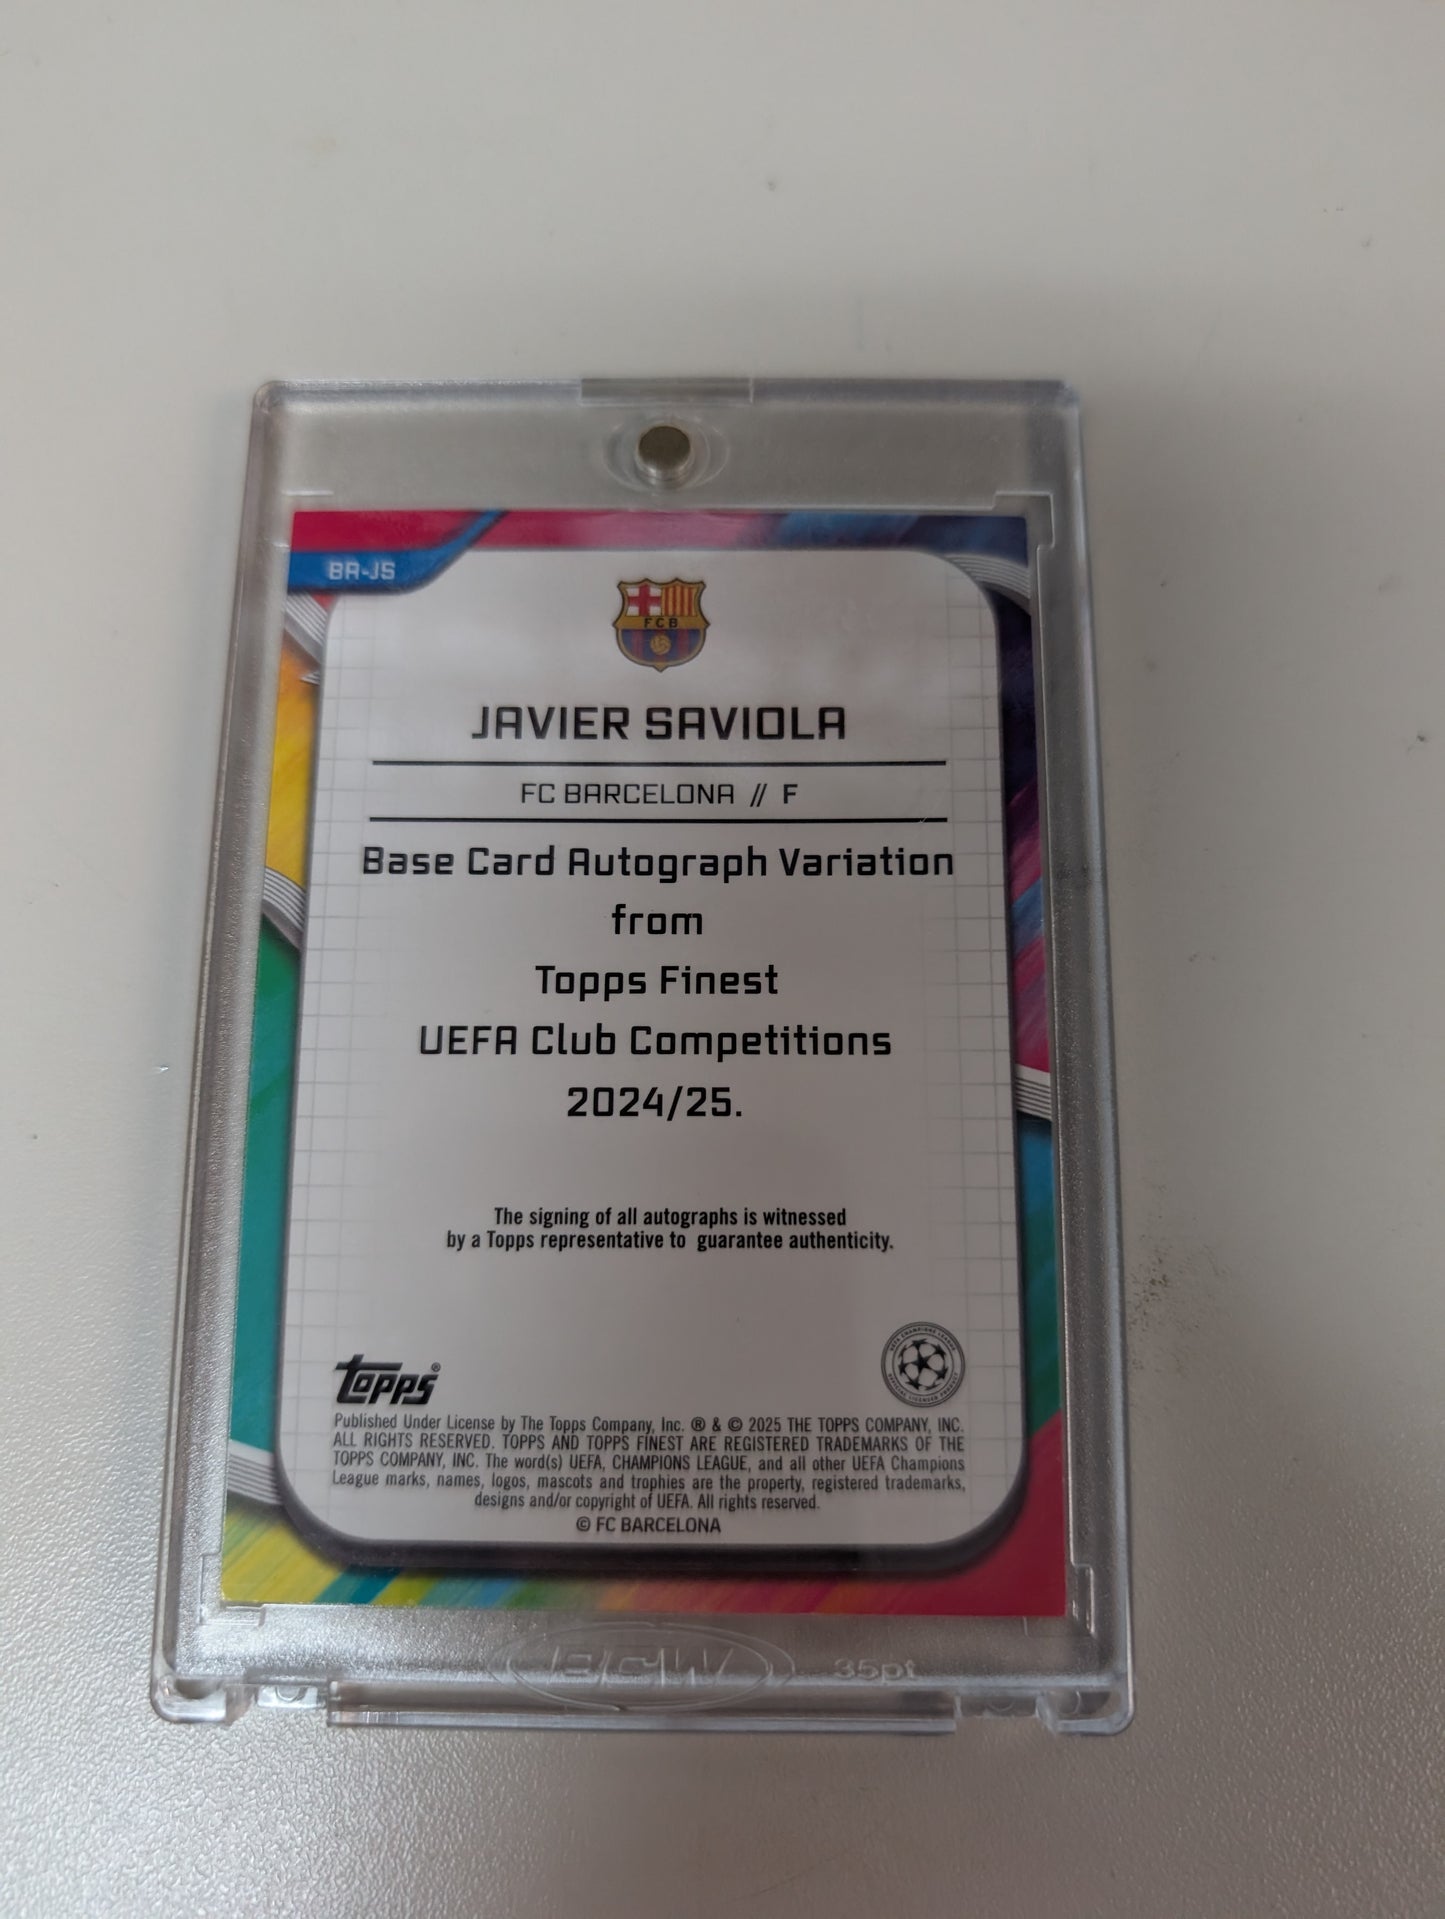 BA-JS
FCB
JAVIER SAVIOLA
FC BARCELONA // F
Base Card Autograph Variation
from
Topps Finest
UEFA Club Competitions
2024/25.
The signing of all autographs is witnessed
by a Topps representative to guarantee authenticity.
topps®
Published Under License by The Topps Company, Inc. ® & © 2025 THE TOPPS COMPANY, INC.
ALL RIGHTS RESERVED. TOPPS AND TOPPS FINEST ARE REGISTERED TRADEMARKS OF THE
TOPPS COMPANY, INC. The word(s) UEFA, CHAMPIONS LEAGUE, and all other UEFA Champions
League marks, names, logos, mascots and trophies are the property, registered trademarks,
designs and/or copyright of UEFA. All rights reserved.
© FC BARCELONA
BCW 35pt